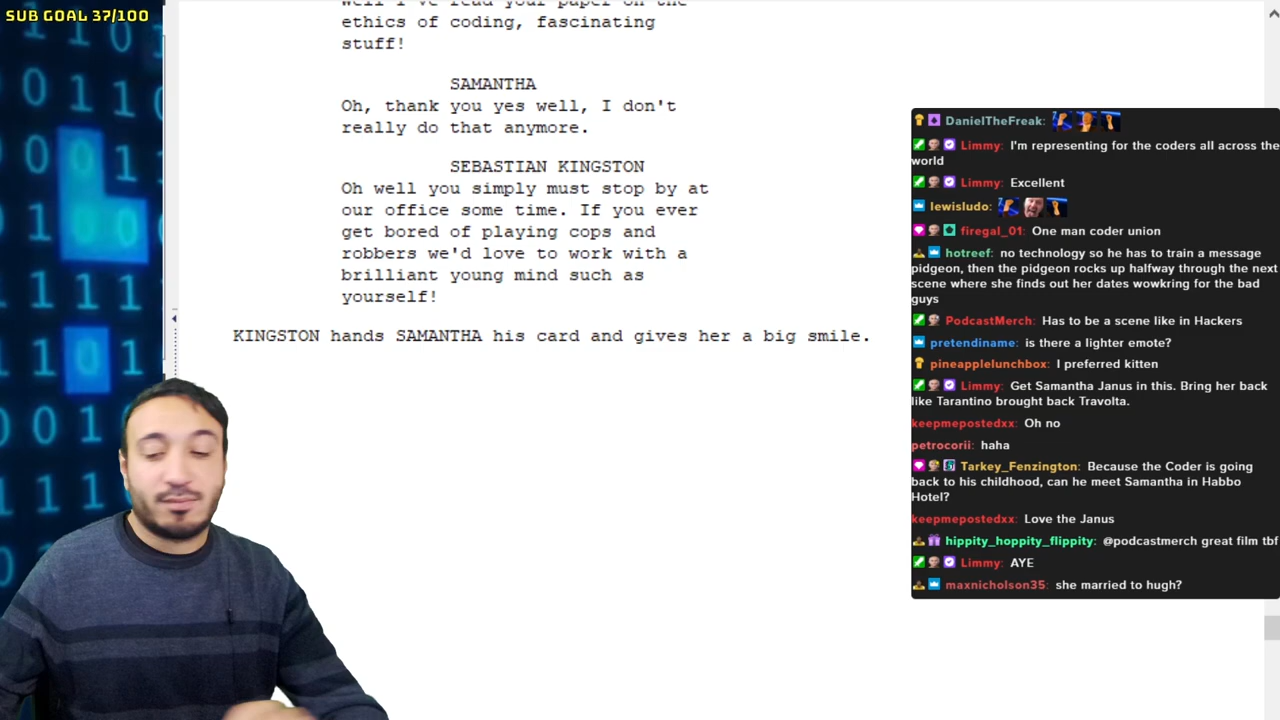 SUB GOAL 37/100
well I've read your paper on the
ethics of coding, fascinating
stuff!
SAMANTHA
Oh, thank you yes well, I don't
really do that anymore.
SEBASTIAN KINGSTON
Oh well you simply must stop by at
our office some time. If you ever
get bored of playing cops and
robbers we'd love to work with a
brilliant young mind such as
yourself!
KINGSTON hands SAMANTHA his card and gives her a big smile.
DanielTheFreak:
Limmy: I'm representing for the coders all across the
world
Limmy: Excellent
lewisludo:
firegal_01: One man coder union
hotreef: no technology so he has to train a message
pidgeon, then the pidgeon rocks up halfway through the next
scene where she finds out her dates wowkring for the bad
guys
PodcastMerch: Has to be a scene like in Hackers
pretendiname: is there a lighter emote?
pineapplelunchbox: I preferred kitten
Limmy: Get Samantha Janus in this. Bring her back
like Tarantino brought back Travolta.
keepmepostedxx: Oh no
petrocorii: haha
Tarkey_Fenzington: Because the Coder is going
back to his childhood, can he meet Samantha in Habbo
Hotel?
keepmepostedxx: Love the Janus
hippity_hoppity_flippity: @podcastmerch great film tbf
Limmy: AYE
maxnicholson35: she married to hugh?